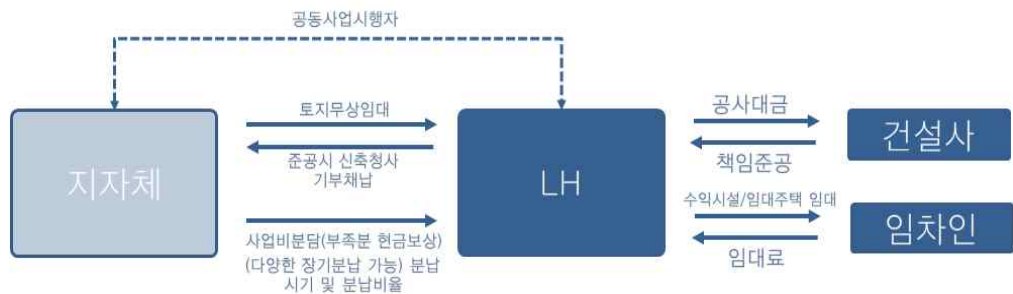 공동사업시행자
지자체
토지무상임대
준공시 신축청사
기부채납
사업비분담(부족분 현금보상)
(다양한 장기분납 가능) 분납
시기 및 분납비율
LH
공사대금
책임준공
건설사
수익시설/임대주택 임대
임대료
임차인